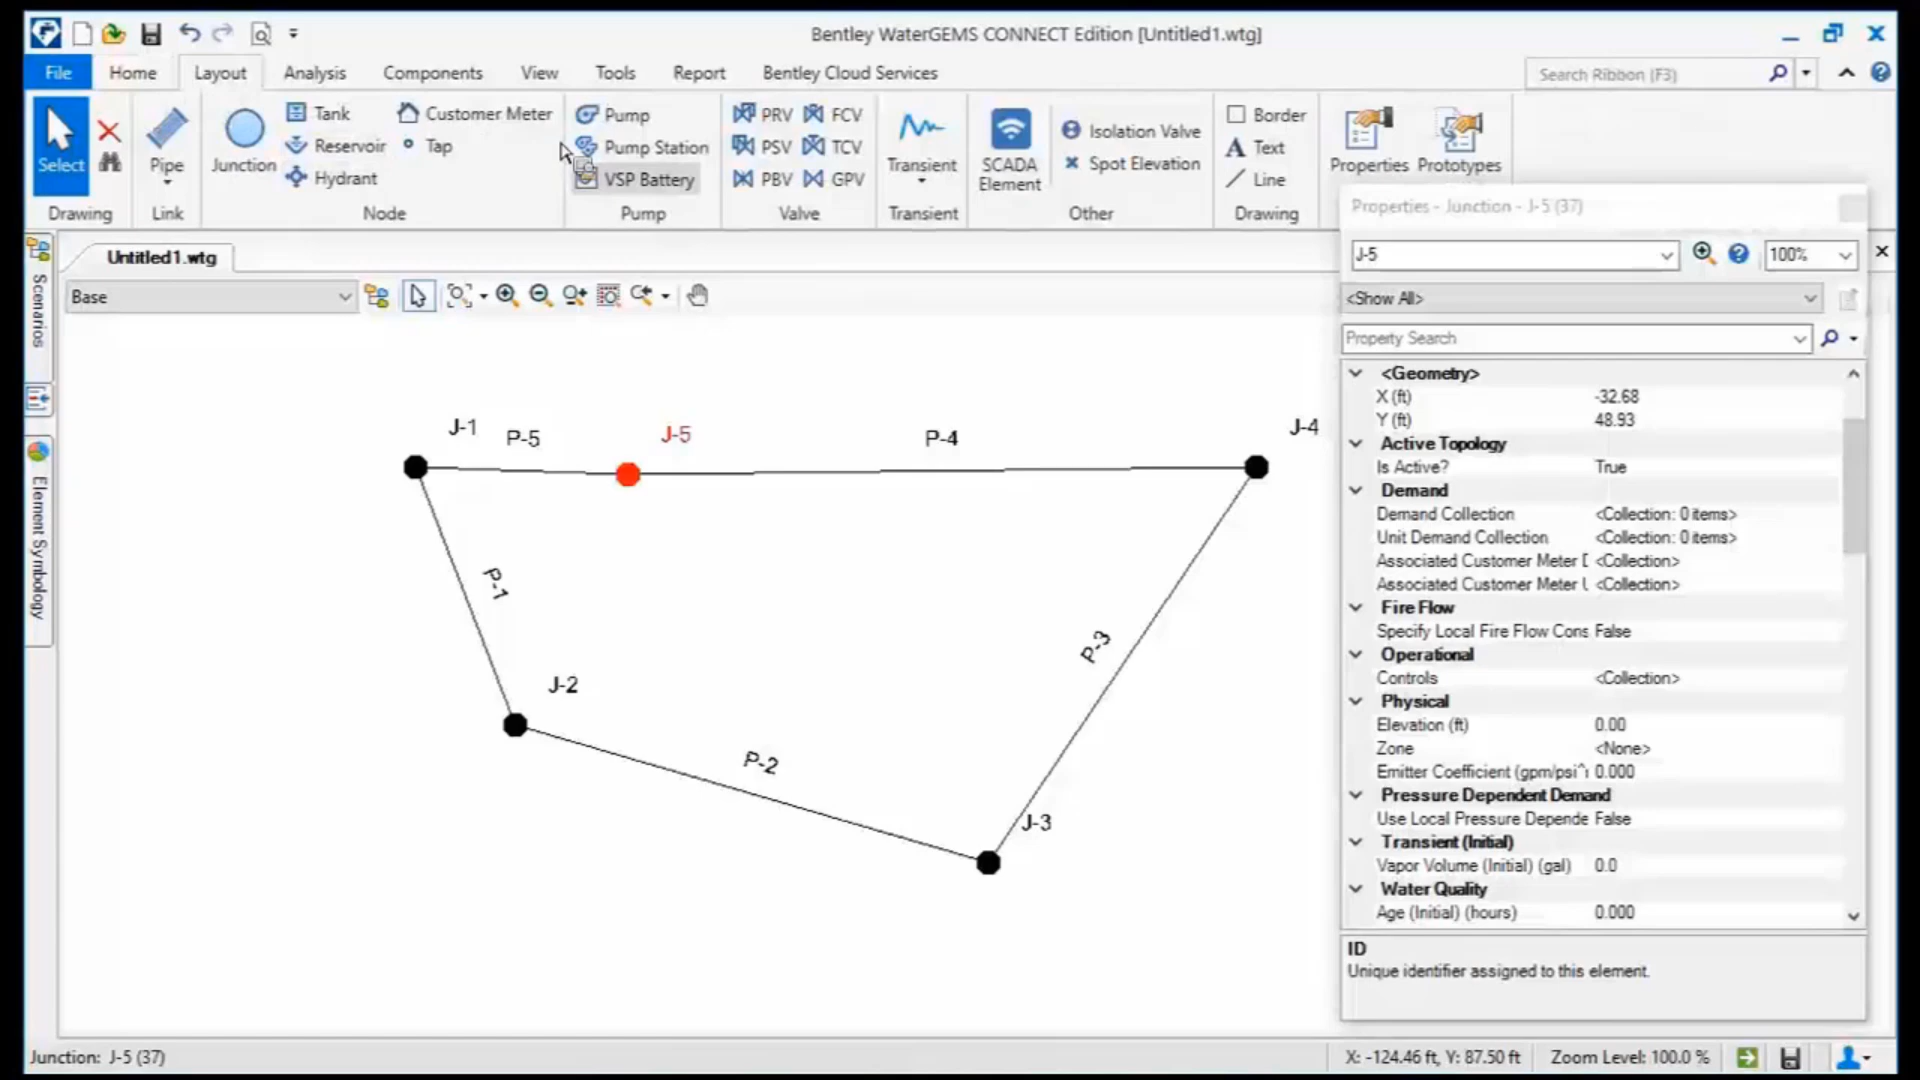 Bentley WaterGEMS CONNECT Edition [Untitled1.wtg]
File Home Layout Analysis Components View Tools Report Bentley Cloud Services Search Ribbon (F3)
Select
Drawing
Pipe
Link
Junction
Tank
Reservoir
Hydrant
Customer Meter
Tap
Node
Pump
Pump Station
VSP Battery
Pump
PRV FCV
PSV TCV
PBV GPV
Valve
Transient
Transient
SCADA
Element
Isolation Valve
Spot Elevation
Other
Border
A Text
Line
Drawing
Properties
Prototypes
Untitled1.wtg
Base
Scenarios
Element Symbology
J-1
P-5
J-5
P-4
J-4
P-1
J-2
P-2
P-3
J-3
Properties - Junction - J-5 (37)
J-5
100%
<Show All>
Property Search
<Geometry>
X (ft) -32.68
Y (ft) 48.93
Active Topology
Is Active? True
Demand
Demand Collection <Collection: 0 items>
Unit Demand Collection <Collection: 0 items>
Associated Customer Meter D <Collection>
Associated Customer Meter U <Collection>
Fire Flow
Specify Local Fire Flow Cons False
Operational
Controls <Collection>
Physical
Elevation (ft) 0.00
Zone <None>
Emitter Coefficient (gpm/psi^n 0.000
Pressure Dependent Demand
Use Local Pressure Depende False
Transient (Initial)
Vapor Volume (Initial) (gal) 0.0
Water Quality
Age (Initial) (hours) 0.000
ID
Unique identifier assigned to this element.
Junction: J-5 (37)
X: -124.46 ft, Y: 87.50 ft Zoom Level: 100.0 %